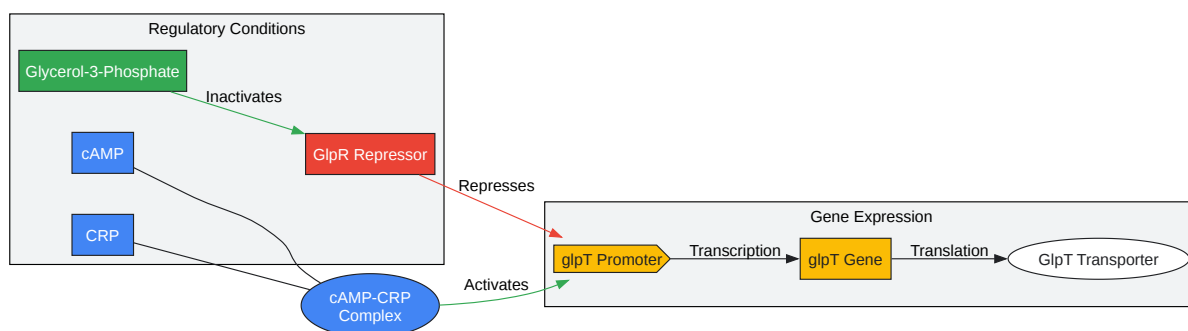 Regulatory Conditions
Glycerol-3-Phosphate
Inactivates
cAMP
GlpR Repressor
Represses
CRP
cAMP-CRP
Complex
Activates
Gene Expression
glpT Promoter
Transcription
glpT Gene
Translation
GlpT Transporter